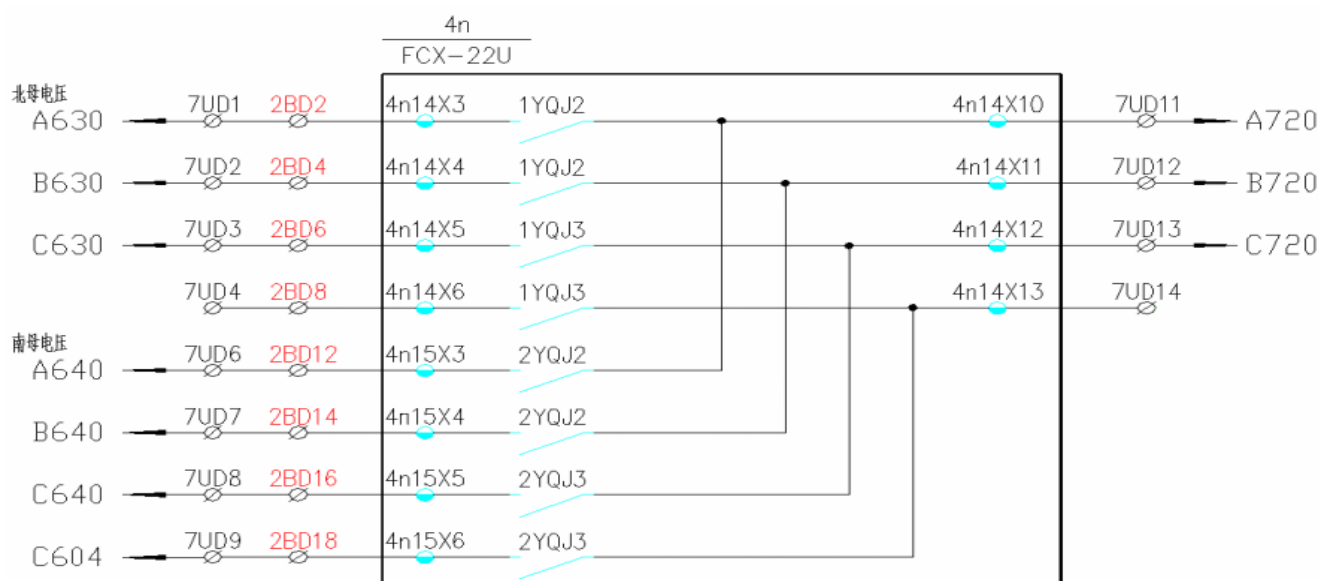 4n
FCX-22U
北母电压
7UD1 2BD2 4n14X3 1YQJ2 4n14X10 7UD11
A630 A720
7UD2 2BD4 4n14X4 1YQJ2 4n14X11 7UD12
B630 B720
7UD3 2BD6 4n14X5 1YQJ3 4n14X12 7UD13
C630 C720
7UD4 2BD8 4n14X6 1YQJ3 4n14X13 7UD14
南母电压
7UD6 2BD12 4n15X3 2YQJ2
A640
7UD7 2BD14 4n15X4 2YQJ2
B640
7UD8 2BD16 4n15X5 2YQJ3
C640
7UD9 2BD18 4n15X6 2YQJ3
C604